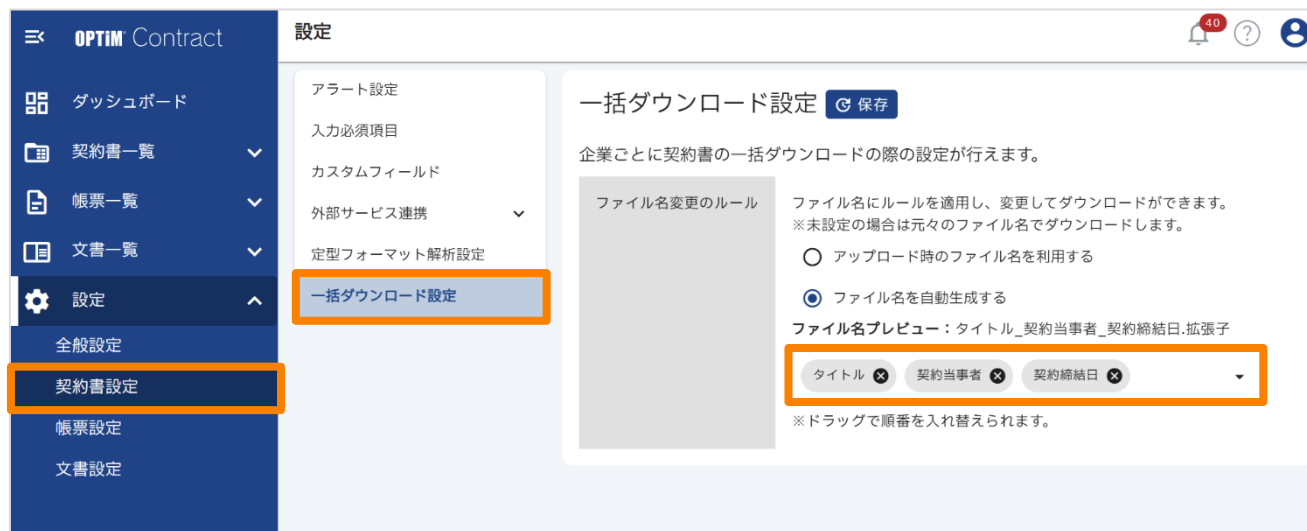 OPTiM Contract
ダッシュボード
契約書一覧
帳票一覧
文書一覧
設定
全般設定
契約書設定
帳票設定
文書設定
設定
40
?
アラート設定
入力必須項目
カスタムフィールド
外部サービス連携
定型フォーマット解析設定
一括ダウンロード設定
一括ダウンロード設定 保存
企業ごとに契約書の一括ダウンロードの際の設定が行えます。
ファイル名変更のルール
ファイル名にルールを適用し、変更してダウンロードができます。
※未設定の場合は元々のファイル名でダウンロードします。
アップロード時のファイル名を利用する
ファイル名を自動生成する
ファイル名プレビュー：タイトル_契約当事者_契約締結日.拡張子
タイトル 契約当事者 契約締結日
※ドラッグで順番を入れ替えられます。